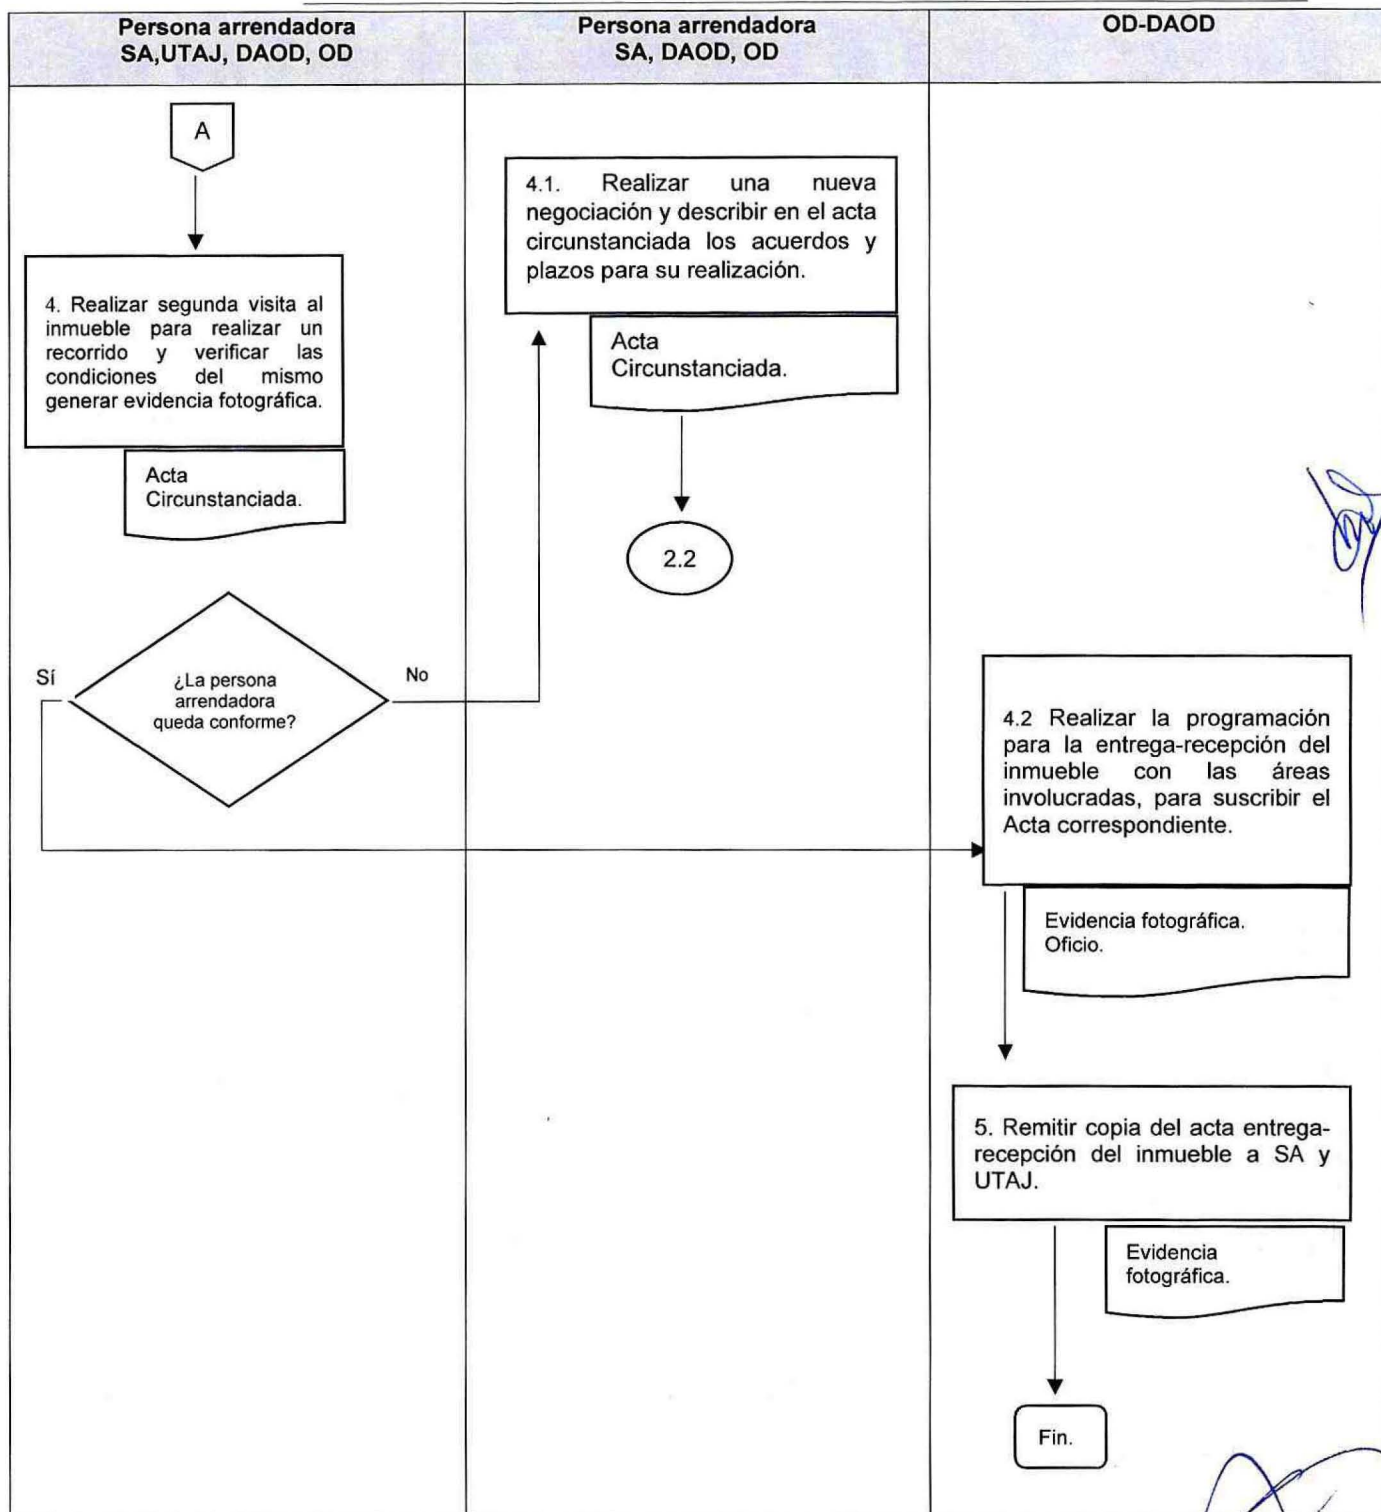 Persona arrendadora
SA,UTAJ, DAOD, OD
Persona arrendadora
SA, DAOD, OD
OD-DAOD
A
4. Realizar segunda visita al
inmueble para realizar un
recorrido y verificar las
condiciones del mismo
generar evidencia fotográfica.
Acta
Circunstanciada.
¿La persona
arrendadora
queda conforme?
Sí
No
4.1. Realizar una nueva
negociación y describir en el acta
circunstanciada los acuerdos y
plazos para su realización.
Acta
Circunstanciada.
2.2
4.2 Realizar la programación
para la entrega-recepción del
inmueble con las áreas
involucradas, para suscribir el
Acta correspondiente.
Evidencia fotográfica.
Oficio.
5. Remitir copia del acta entrega-
recepción del inmueble a SA y
UTAJ.
Evidencia
fotográfica.
Fin.